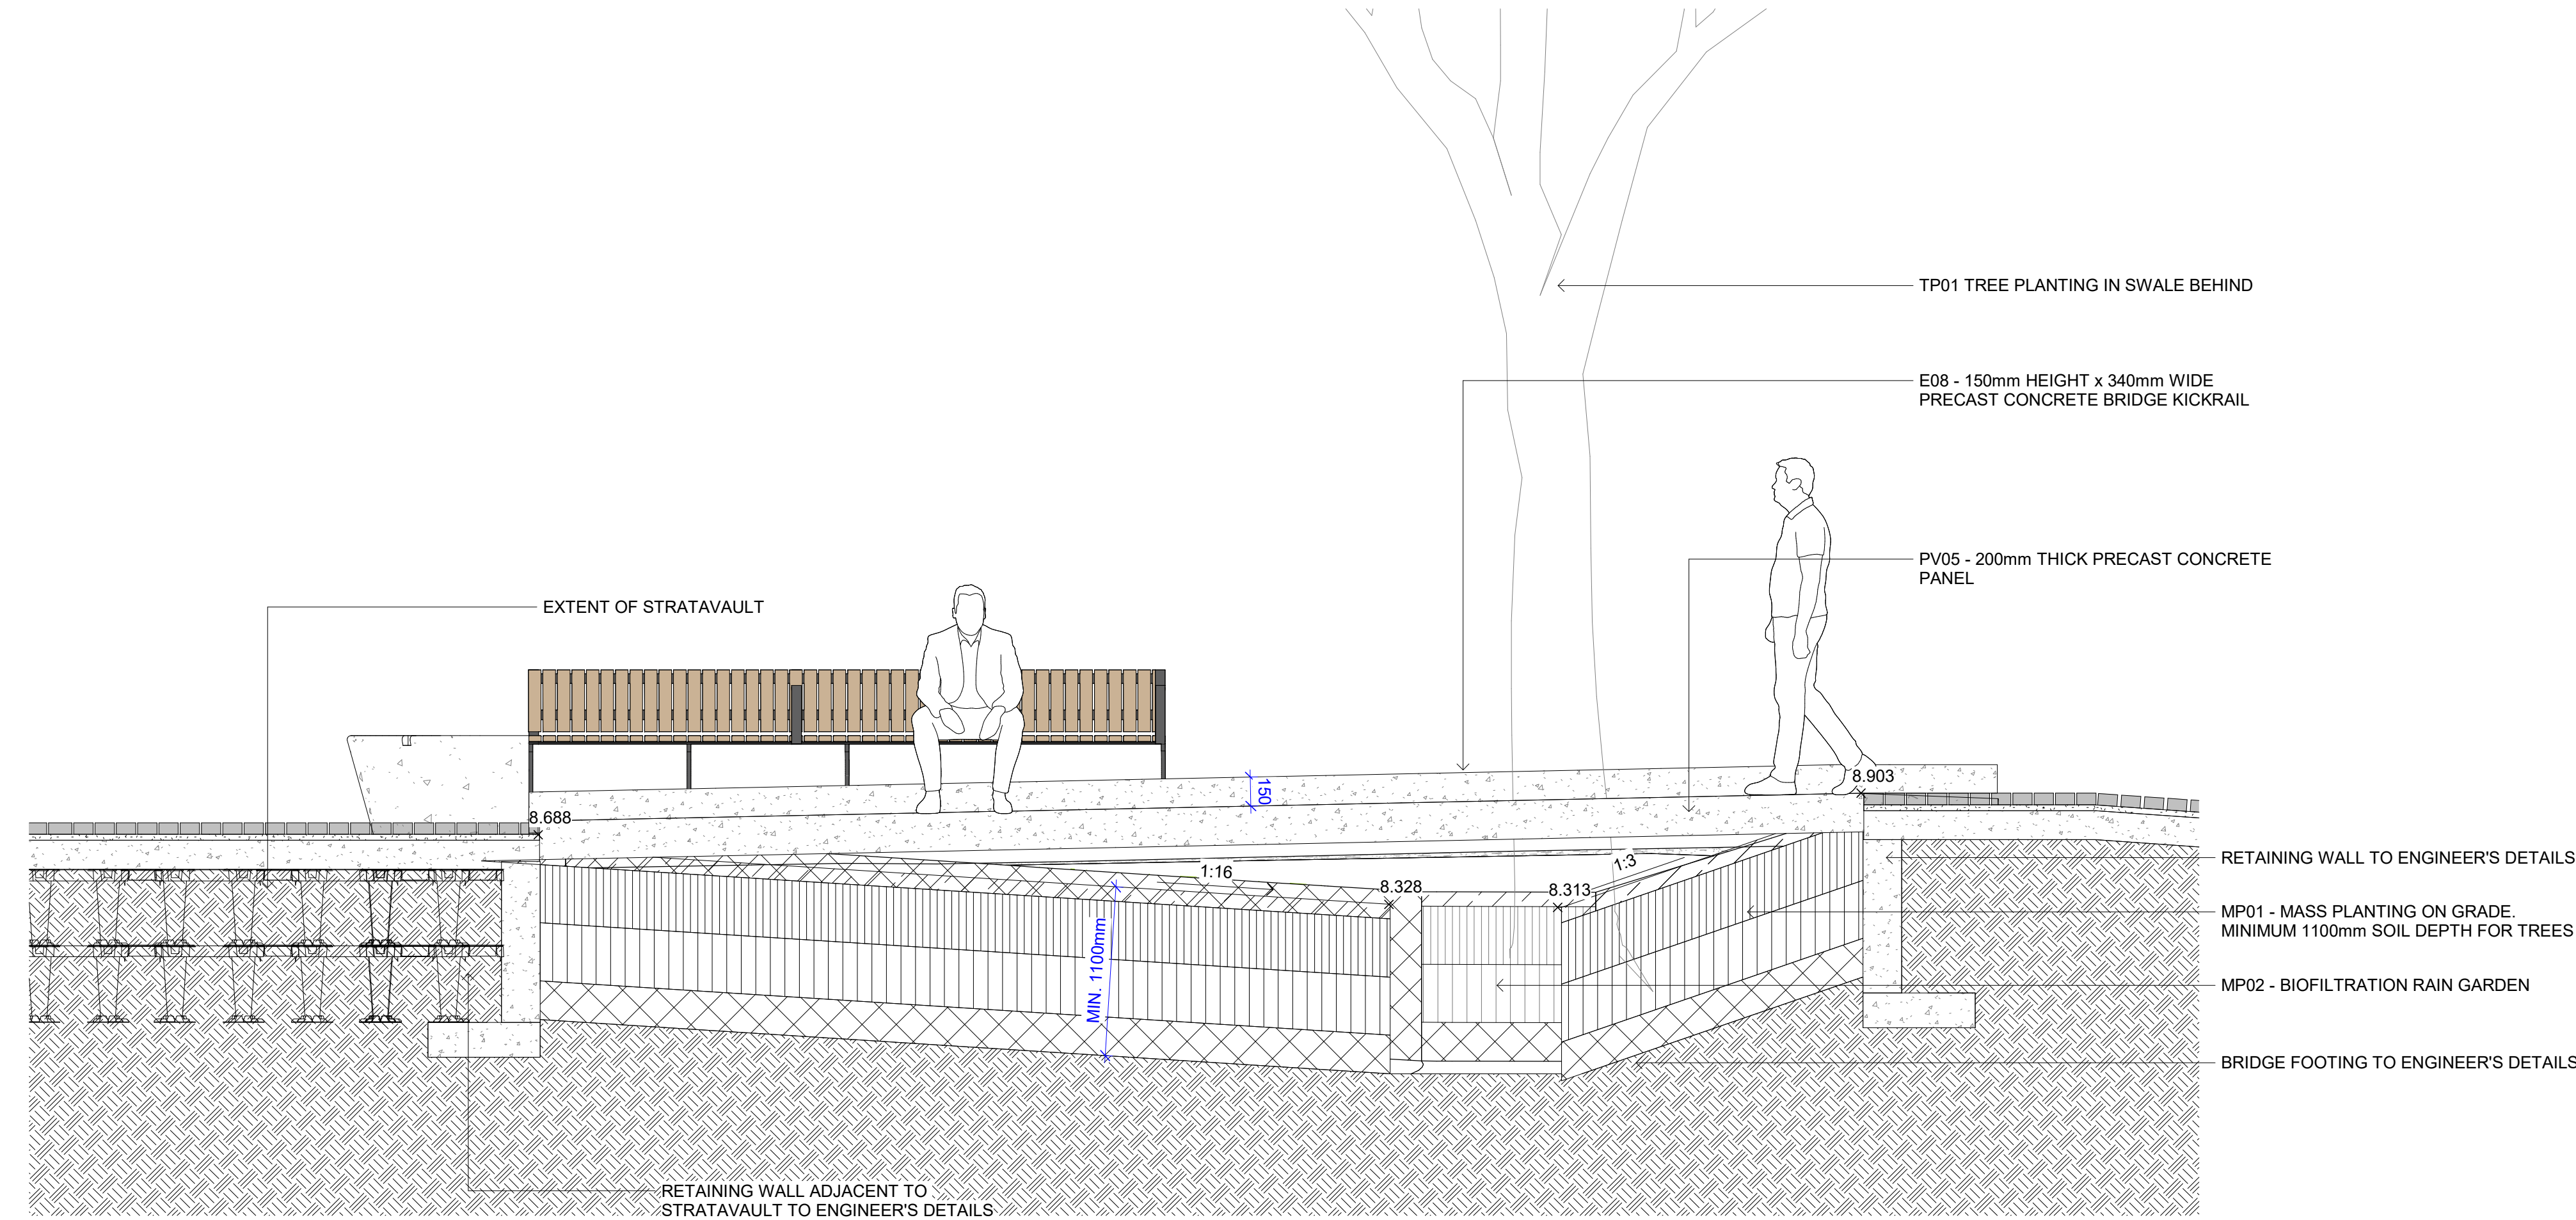 TP01 TREE PLANTING IN SWALE BEHIND
E08 - 150mm HEIGHT x 340mm WIDE
PRECAST CONCRETE BRIDGE KICKRAIL
PV05 - 200mm THICK PRECAST CONCRETE
PANEL
EXTENT OF STRATAVAULT
8.903
150
8.688
RETAINING WALL TO ENGINEER'S DETAILS
1:16
1:3
8.328
8.313
MP01 - MASS PLANTING ON GRADE.
MINIMUM 1100mm SOIL DEPTH FOR TREES
MIN. 1100mm
MP02 - BIOFILTRATION RAIN GARDEN
BRIDGE FOOTING TO ENGINEER'S DETAILS
RETAINING WALL ADJACENT TO
STRATAVAULT TO ENGINEER'S DETAILS